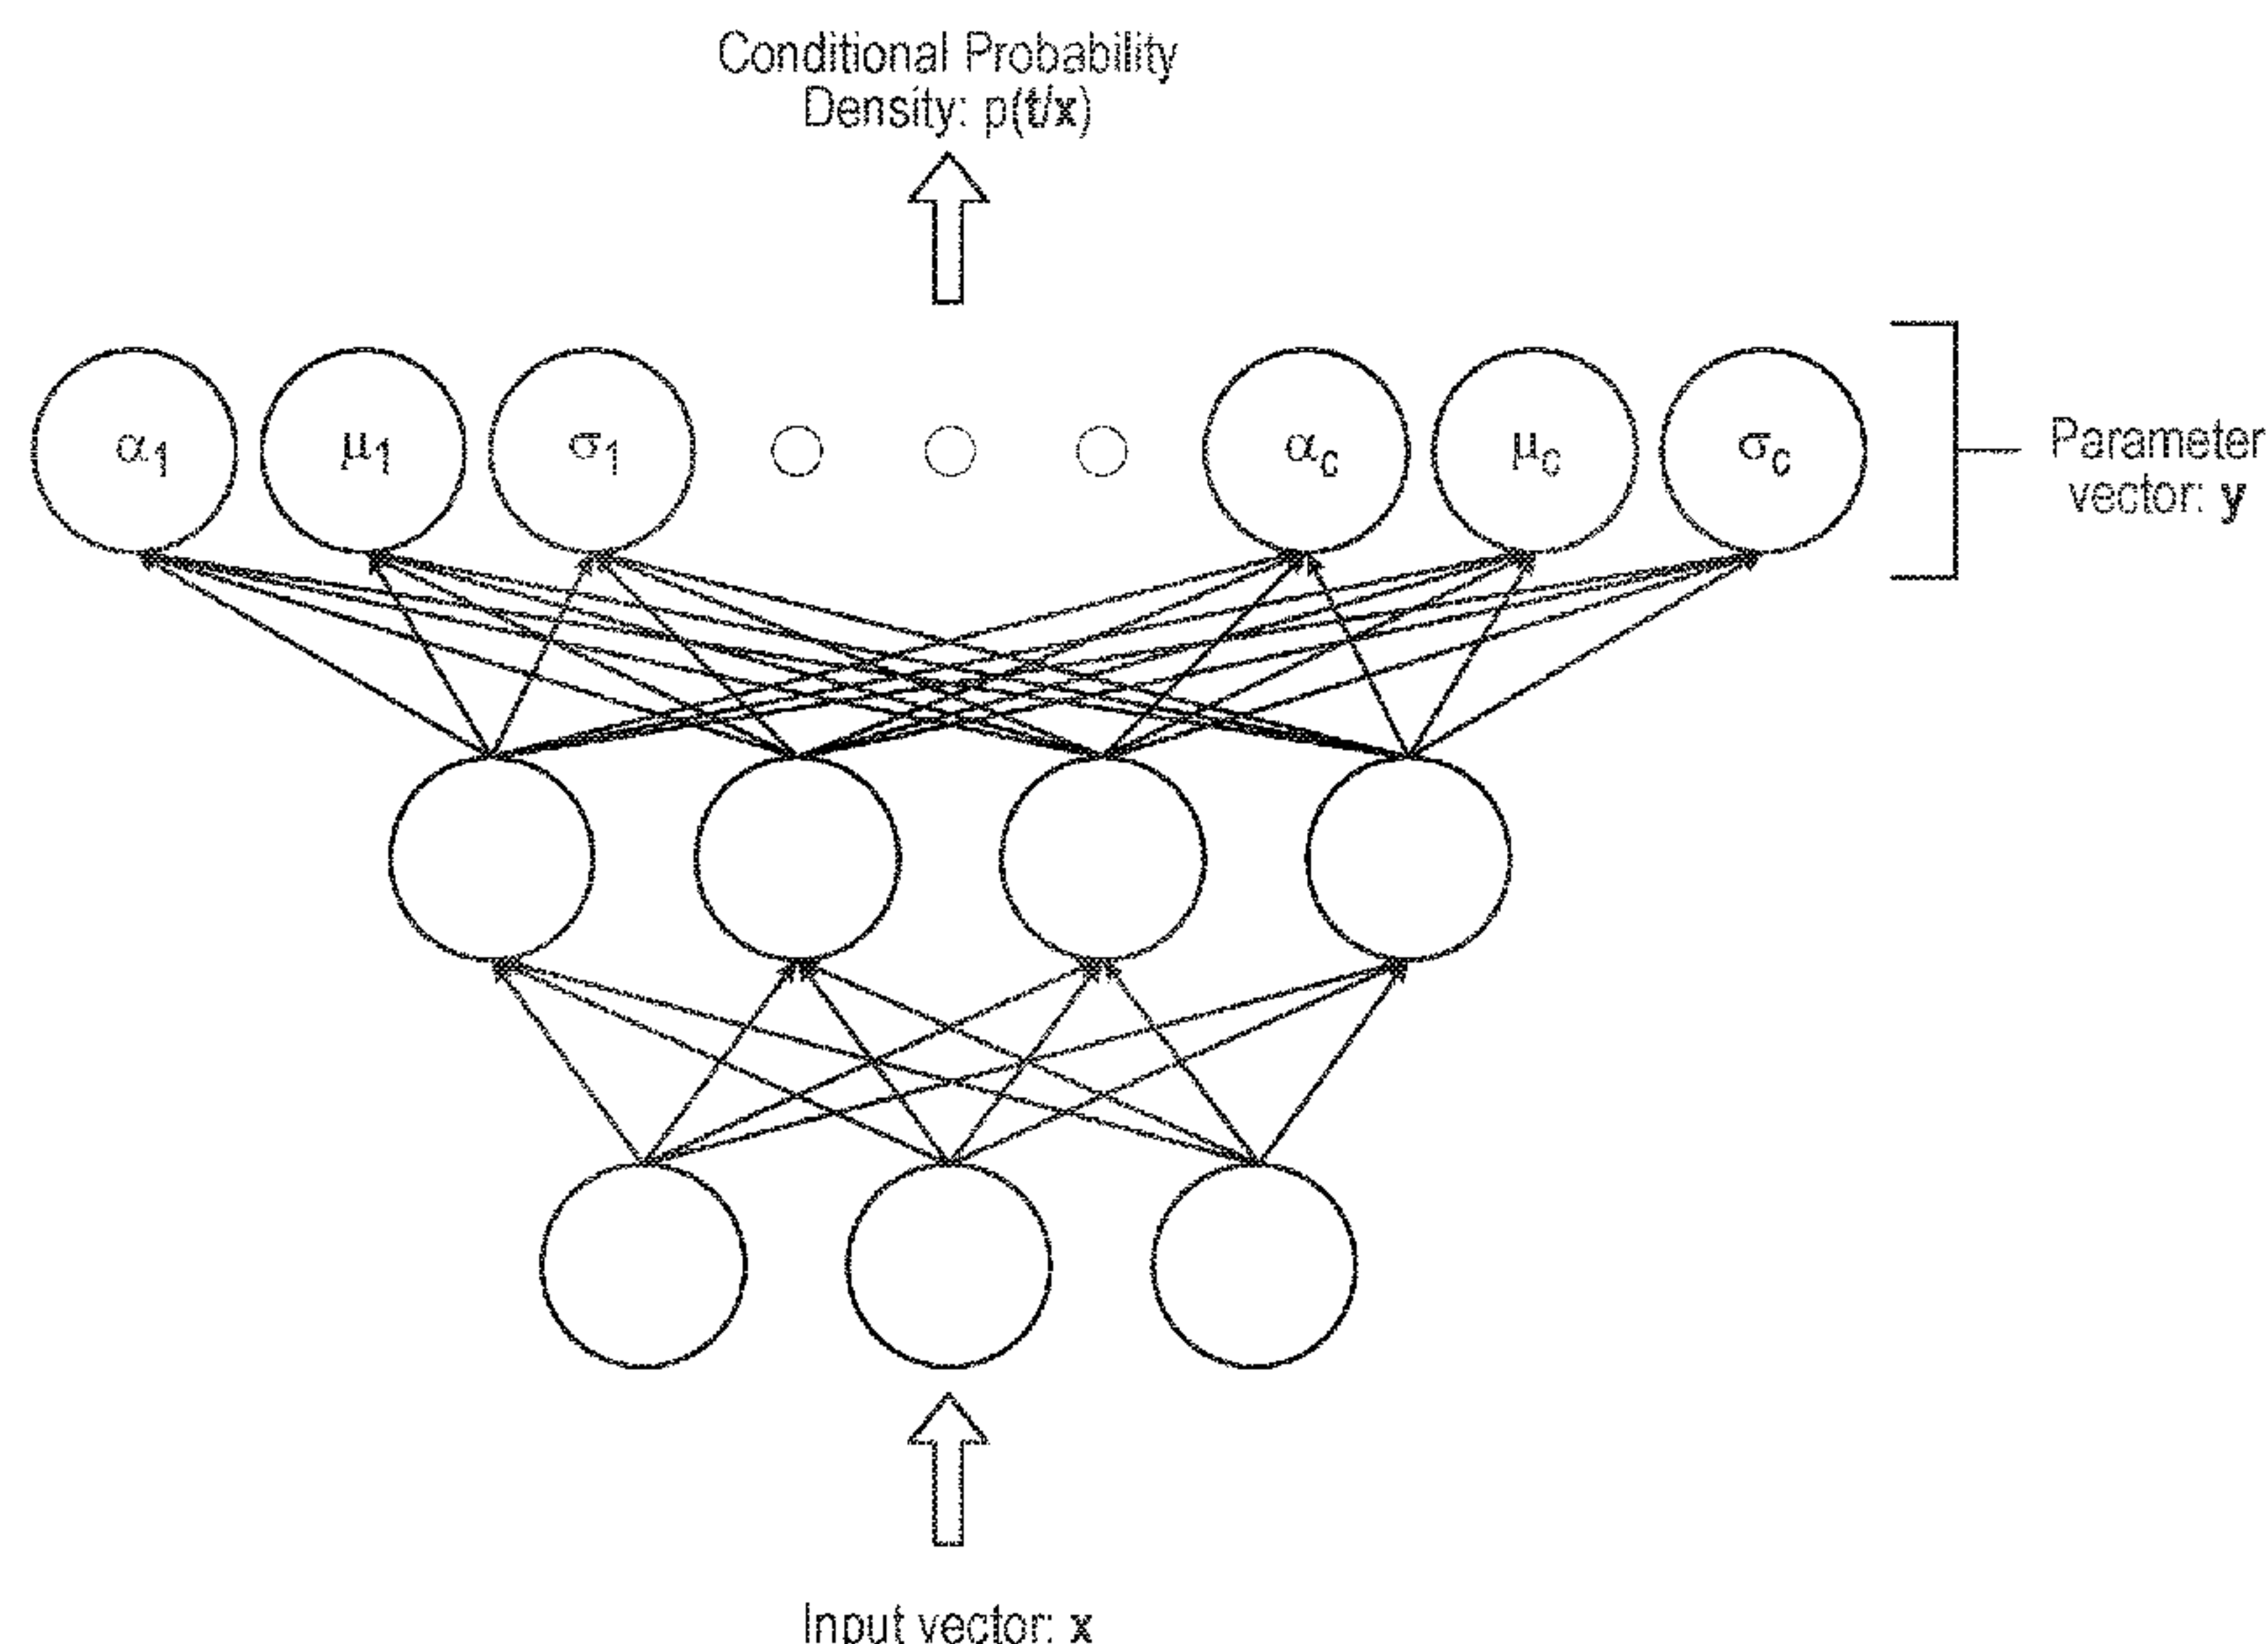 Conditional Probability
Density: p(t/x)
α1 μ1 σ1 αc μc σc
Parameter
vector: y
Input vector: x